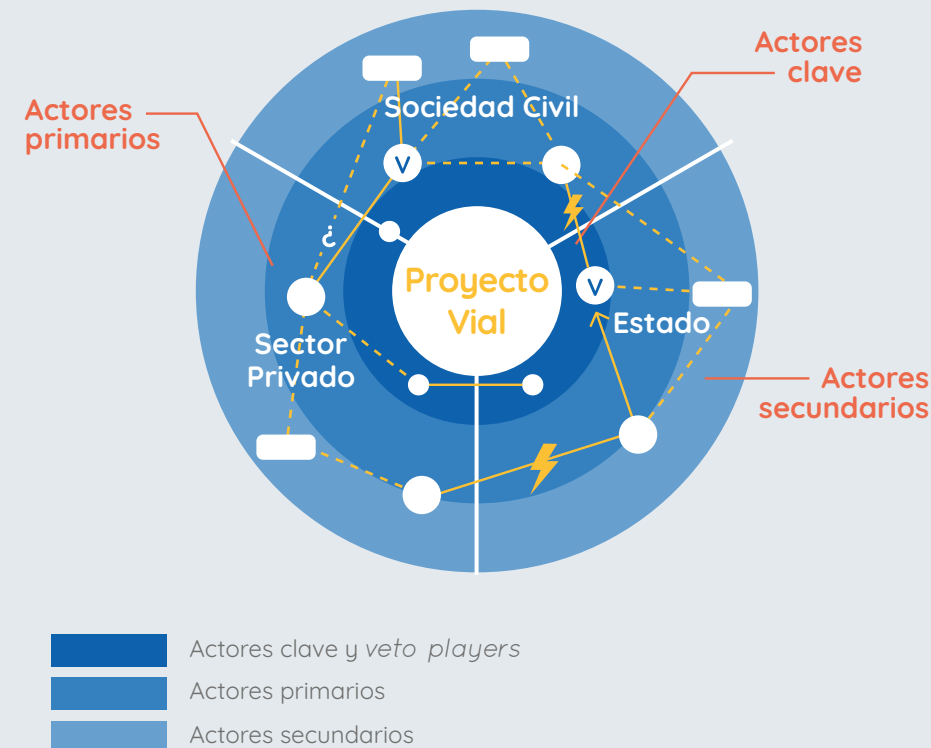 Actores
clave
Actores
primarios
Sociedad Civil
V
¿
Proyecto
Vial
V
Estado
Sector
Privado
Actores
secundarios
Actores clave y veto players
Actores primarios
Actores secundarios